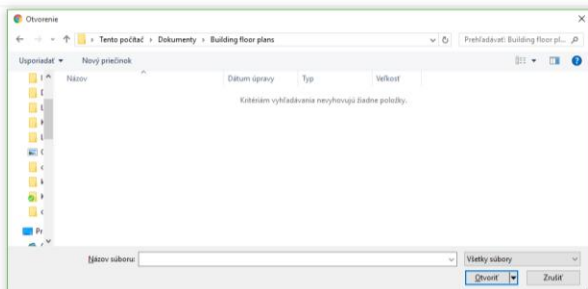 Otvorenie
Tento počítač › Dokumenty › Building floor plans
Prehľadávať: Building floor pl...
Usporiadať Nový priečinok
Názov Dátum úpravy Typ Veľkosť
Kritériám vyhľadávania nevyhovujú žiadne položky.
Pr
Názov súboru: Všetky súbory
Otvoriť Zrušiť